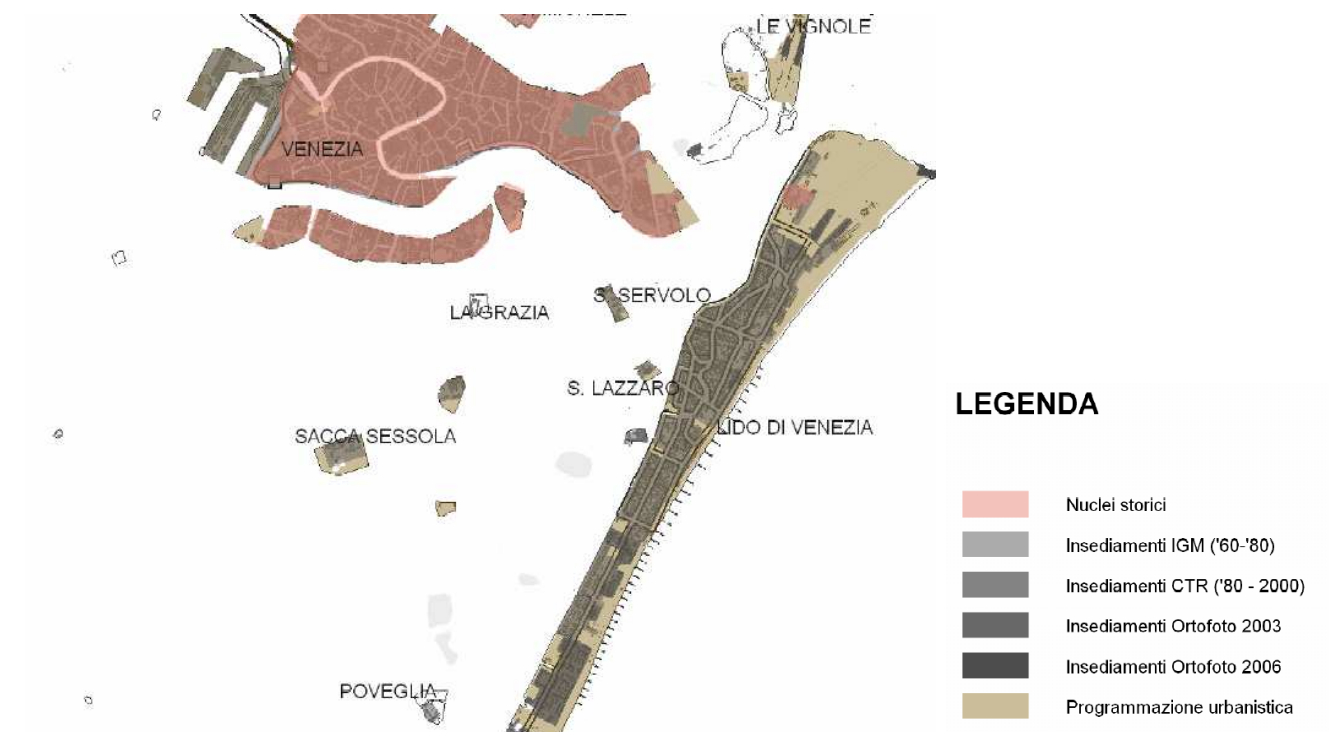 LE VIGNOLE
VENEZIA
S. SERVOLO
LA GRAZIA
S. LAZZARO
LIDO DI VENEZIA
SACCA SESSOLA
POVEGLIA
LEGENDA
Nuclei storici
Insediamenti IGM ('60-'80)
Insediamenti CTR ('80 - 2000)
Insediamenti Ortofoto 2003
Insediamenti Ortofoto 2006
Programmazione urbanistica